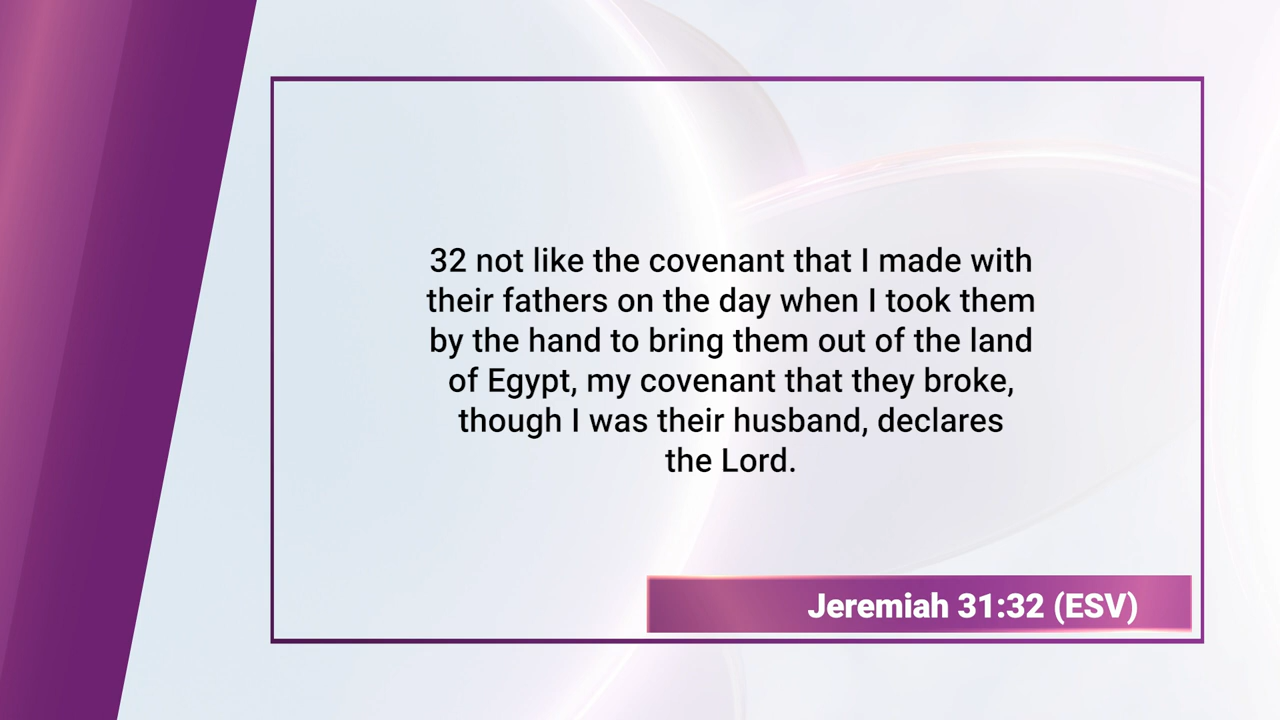 32 not like the covenant that I made with
their fathers on the day when I took them
by the hand to bring them out of the land
of Egypt, my covenant that they broke,
though I was their husband, declares
the Lord.
Jeremiah 31:32 (ESV)